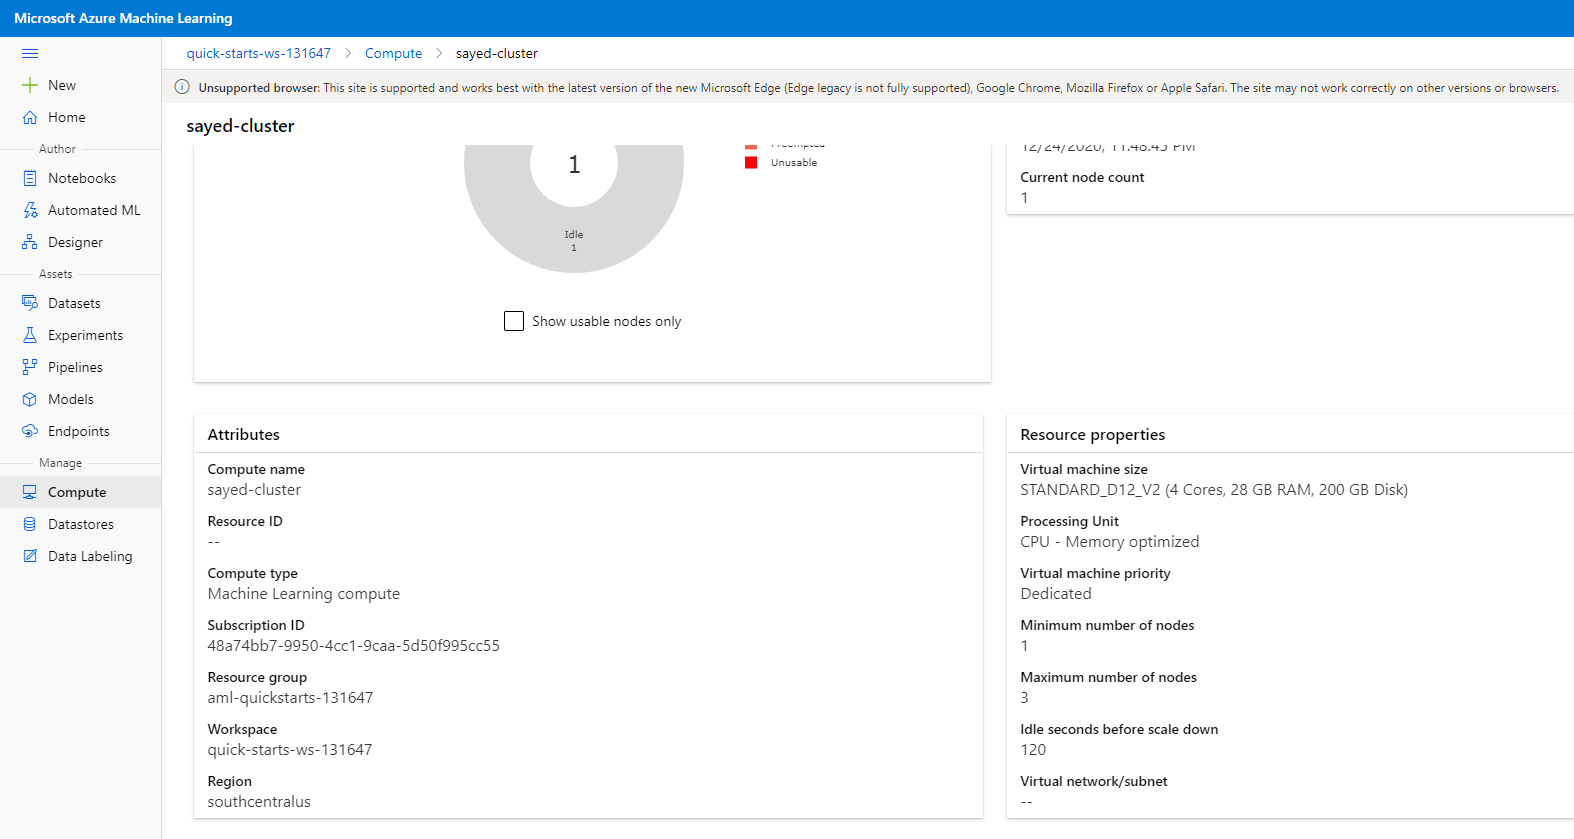 Microsoft Azure Machine Learning
quick-starts-ws-131647 > Compute > sayed-cluster
Unsupported browser: This site is supported and works best with the latest version of the new Microsoft Edge (Edge legacy is not fully supported), Google Chrome, Mozilla Firefox or Apple Safari. The site may not work correctly on other versions or browsers.
New
Home
Author
Notebooks
Automated ML
Designer
Assets
Datasets
Experiments
Pipelines
Models
Endpoints
Manage
Compute
Datastores
Data Labeling
sayed-cluster
1
Idle
1
Preempted
Unusable
Show usable nodes only
12/24/2020, 11:48:45 PM
Current node count
1
Attributes
Compute name
sayed-cluster
Resource ID
--
Compute type
Machine Learning compute
Subscription ID
48a74bb7-9950-4cc1-9caa-5d50f995cc55
Resource group
aml-quickstarts-131647
Workspace
quick-starts-ws-131647
Region
southcentralus
Resource properties
Virtual machine size
STANDARD_D12_V2 (4 Cores, 28 GB RAM, 200 GB Disk)
Processing Unit
CPU - Memory optimized
Virtual machine priority
Dedicated
Minimum number of nodes
1
Maximum number of nodes
3
Idle seconds before scale down
120
Virtual network/subnet
--